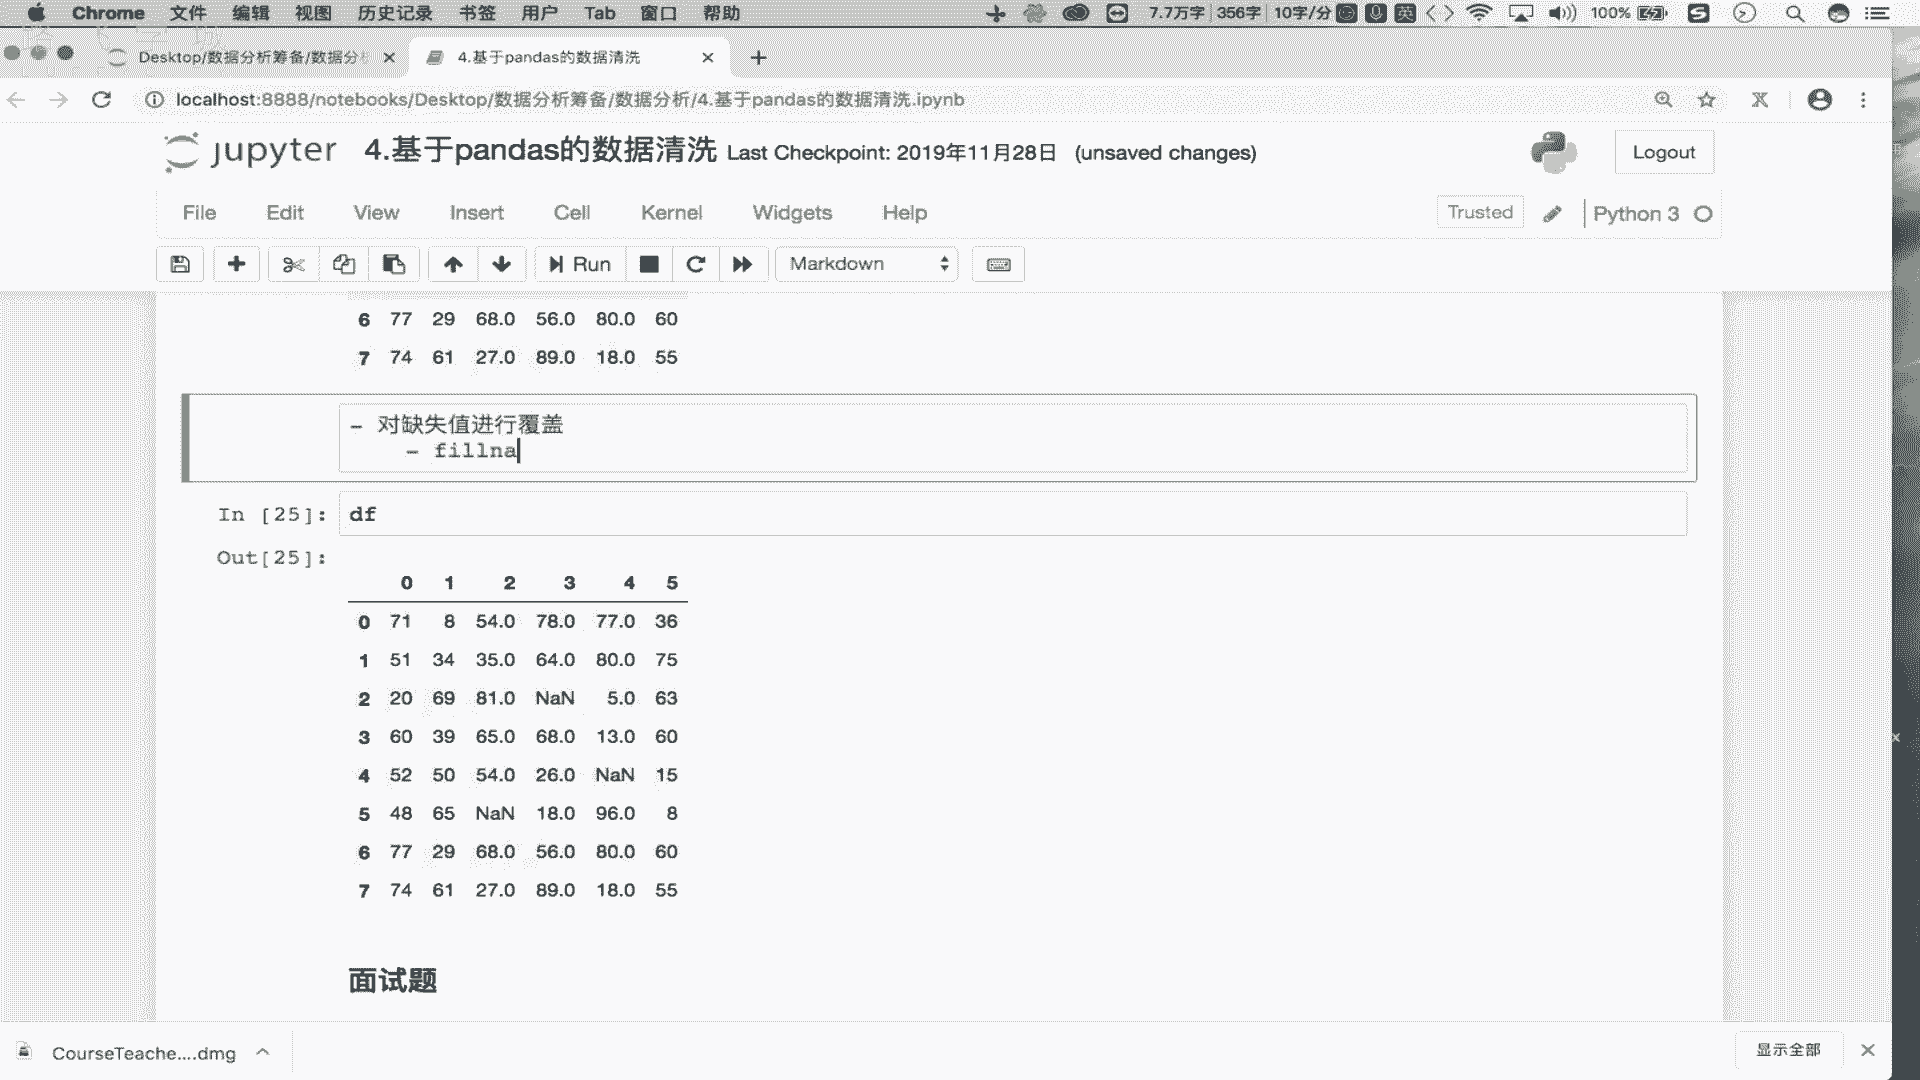 Chrome 文件 编辑 视图 历史记录 书签 用户 Tab 窗口 帮助 7.7万字 356字 10字/分 英 100%
Desktop/数据分析筹备/数据分析 4.基于pandas的数据清洗
localhost:8888/notebooks/Desktop/数据分析筹备/数据分析/4.基于pandas的数据清洗.ipynb
jupyter 4.基于pandas的数据清洗 Last Checkpoint: 2019年11月28日 (unsaved changes) Logout
File Edit View Insert Cell Kernel Widgets Help Trusted Python 3
Run Markdown
6 77 29 68.0 56.0 80.0 60
7 74 61 27.0 89.0 18.0 55
- 对缺失值进行覆盖
- fillna
In [25]: df
Out[25]:
0 1 2 3 4 5
0 71 8 54.0 78.0 77.0 36
1 51 34 35.0 64.0 80.0 75
2 20 69 81.0 NaN 5.0 63
3 60 39 65.0 68.0 13.0 60
4 52 50 54.0 26.0 NaN 15
5 48 65 NaN 18.0 96.0 8
6 77 29 68.0 56.0 80.0 60
7 74 61 27.0 89.0 18.0 55
面试题
CourseTeache....dmg 显示全部